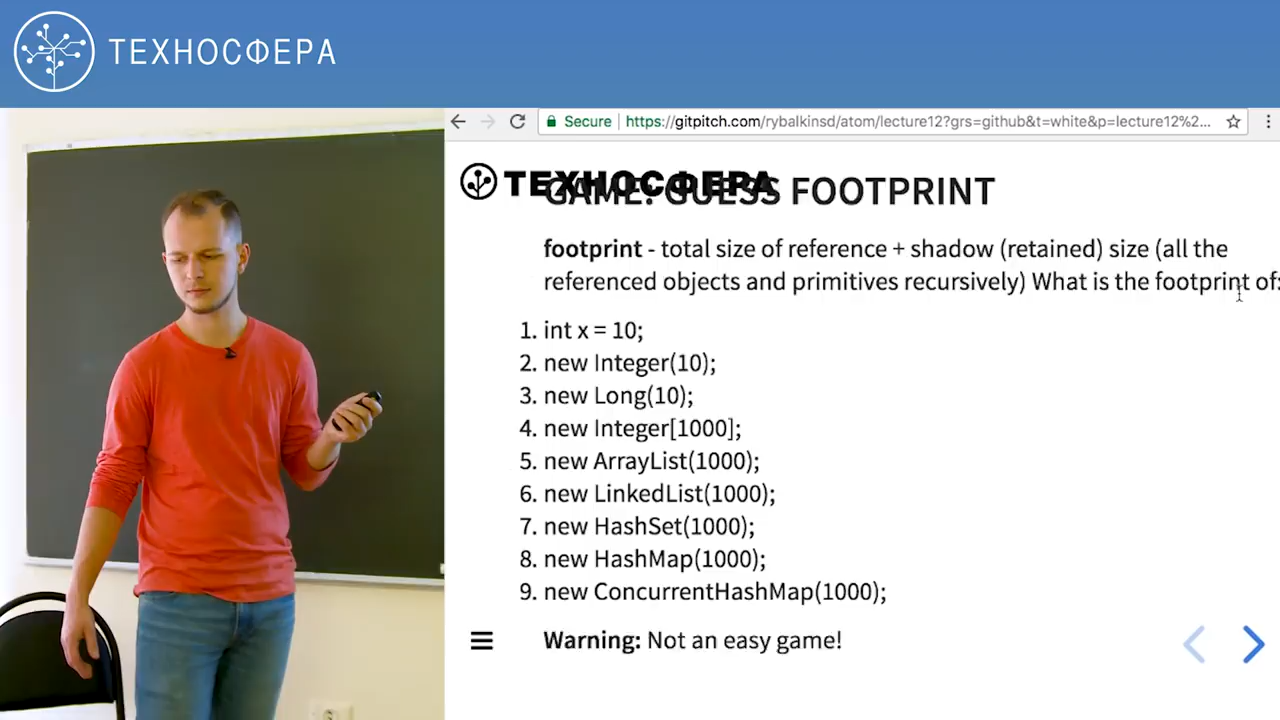 ТЕХНОСФЕРА
Secure | https://gitpitch.com/rybalkinsd/atom/lecture12?grs=github&t=white&p=lecture12%2...
ТЕХНОСФЕРА
GAME: GUESS FOOTPRINT
footprint - total size of reference + shadow (retained) size (all the
referenced objects and primitives recursively) What is the footprint of:
1. int x = 10;
2. new Integer(10);
3. new Long(10);
4. new Integer[1000];
5. new ArrayList(1000);
6. new LinkedList(1000);
7. new HashSet(1000);
8. new HashMap(1000);
9. new ConcurrentHashMap(1000);
Warning: Not an easy game!